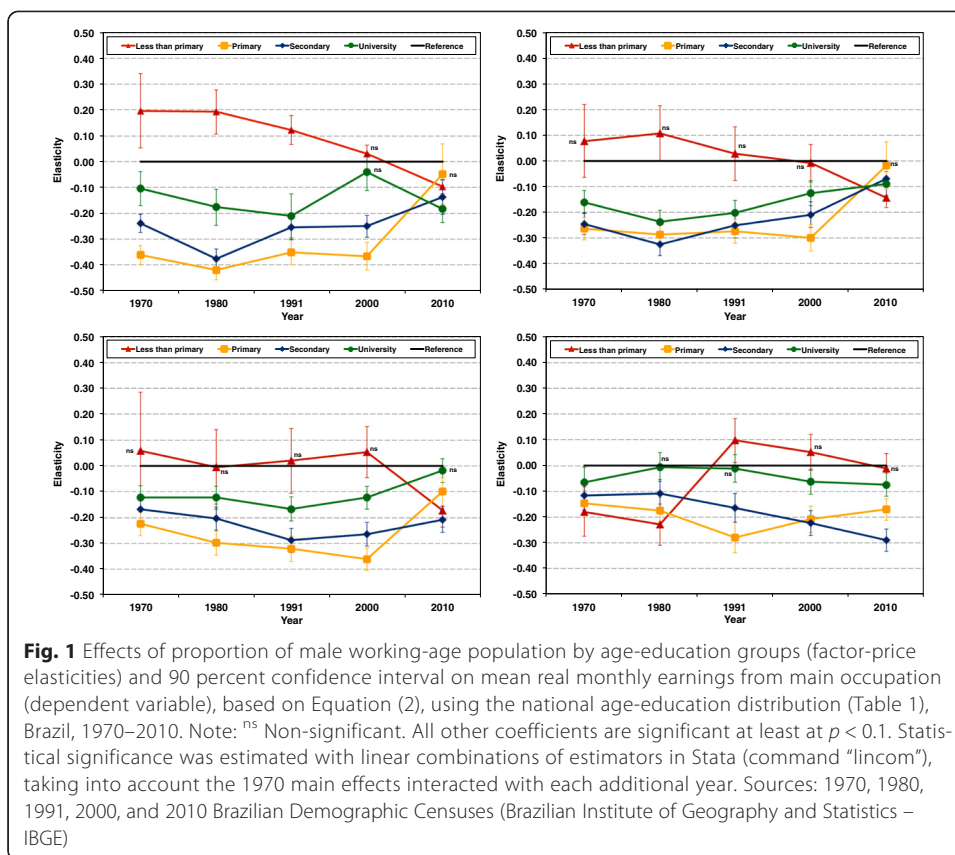 0.50 0.40 0.30 0.20 0.10 0.00 -0.10 -0.20 -0.30 -0.40 -0.50
Elasticity
Less than primary Primary Secondary University Reference
ns
ns
ns
1970 1980 1991 2000 2010
Year
0.50 0.40 0.30 0.20 0.10 0.00 -0.10 -0.20 -0.30 -0.40 -0.50
Elasticity
Less than primary Primary Secondary University Reference
ns ns ns ns ns
1970 1980 1991 2000 2010
Year
0.50 0.40 0.30 0.20 0.10 0.00 -0.10 -0.20 -0.30 -0.40 -0.50
Elasticity
Less than primary Primary Secondary University Reference
ns ns ns ns ns
1970 1980 1991 2000 2010
Year
0.50 0.40 0.30 0.20 0.10 0.00 -0.10 -0.20 -0.30 -0.40 -0.50
Elasticity
Less than primary Primary Secondary University Reference
ns ns ns ns
1970 1980 1991 2000 2010
Year
Fig. 1 Effects of proportion of male working-age population by age-education groups (factor-price
elasticities) and 90 percent confidence interval on mean real monthly earnings from main occupation
(dependent variable), based on Equation (2), using the national age-education distribution (Table 1),
Brazil, 1970–2010. Note: ns Non-significant. All other coefficients are significant at least at p < 0.1. Statis-
tical significance was estimated with linear combinations of estimators in Stata (command “lincom”),
taking into account the 1970 main effects interacted with each additional year. Sources: 1970, 1980,
1991, 2000, and 2010 Brazilian Demographic Censuses (Brazilian Institute of Geography and Statistics –
IBGE)